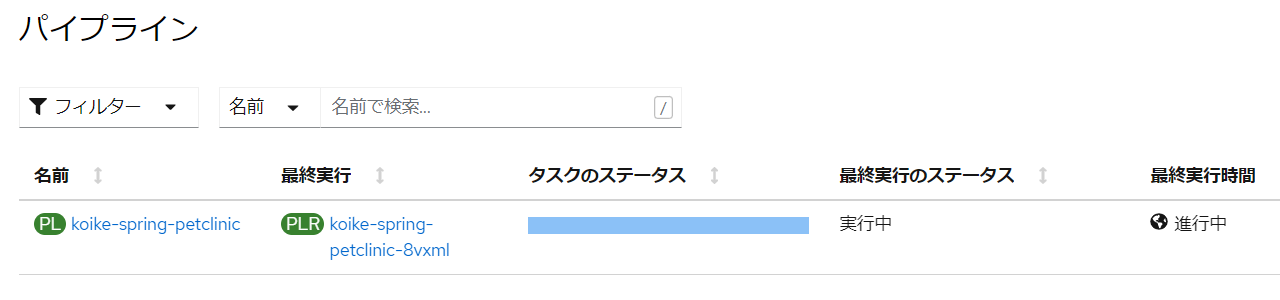 パイプライン
フィルター 名前 名前で検索... /
名前 最終実行 タスクのステータス 最終実行のステータス 最終実行時間
PL koike-spring-petclinic PLR koike-spring- 実行中 進行中
petclinic-8vxml